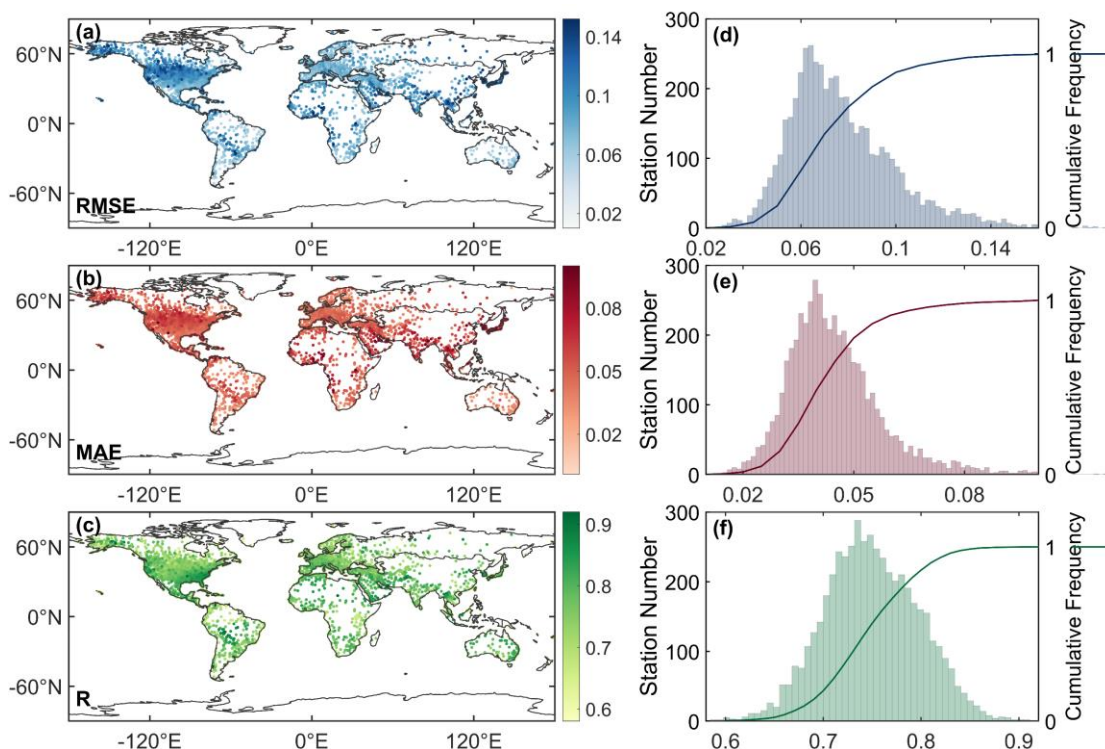 (a)
60°N
0°N
-60°N
RMSE
-120°E
0°E
120°E
0.14
0.1
0.06
0.02
(d)
300
200
100
0
Station Number
0.02
0.06
0.1
0.14
1
0
Cumulative Frequency
(b)
60°N
0°N
-60°N
MAE
-120°E
0°E
120°E
0.08
0.05
0.02
(e)
300
200
100
0
Station Number
0.02
0.05
0.08
1
0
Cumulative Frequency
(c)
60°N
0°N
-60°N
R
-120°E
0°E
120°E
0.9
0.8
0.7
0.6
(f)
300
200
100
0
Station Number
0.6
0.7
0.8
0.9
1
0
Cumulative Frequency